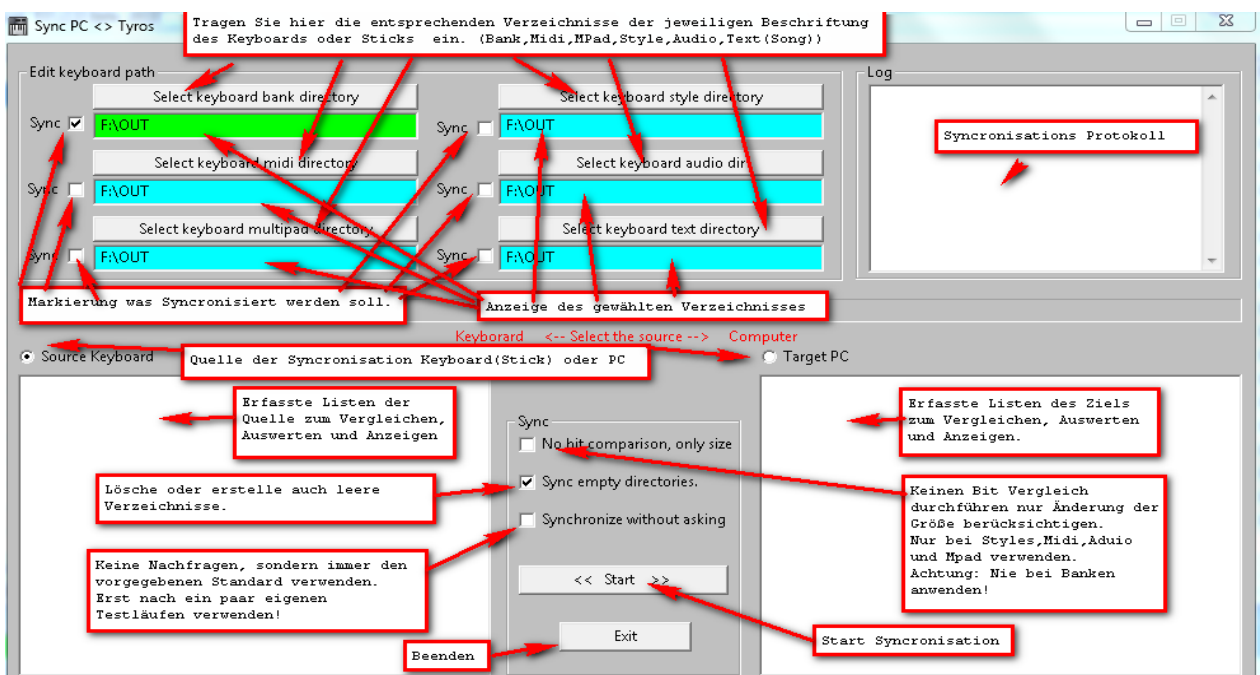 Sync PC <> Tyros
Tragen Sie hier die entsprechenden Verzeichnisse der jeweiligen Beschriftung
des Keyboards oder Sticks ein. (Bank,Midi,MPad,Style,Audio,Text(Song))
Edit keyboard path
Select keyboard bank directory
Sync
F:\OUT
Select keyboard style directory
Sync
F:\OUT
Select keyboard midi directory
Sync
F:\OUT
Select keyboard audio dir
Sync
F:\OUT
Select keyboard multipad directory
Sync
F:\OUT
Select keyboard text directory
Sync
F:\OUT
Log
Syncronisations Protokoll
Markierung was Syncronisiert werden soll.
Anzeige des gewählten Verzeichnisses
Keyborard <-- Select the source --> Computer
Source Keyboard
Quelle der Syncronisation Keyboard(Stick) oder PC
Target PC
Erfasste Listen der
Quelle zum Vergleichen,
Auswerten und Anzeigen
Lösche oder erstelle auch leere
Verzeichnisse.
Keine Nachfragen, sondern immer den
vorgegebenen Standard verwenden.
Erst nach ein paar eigenen
Testläufen verwenden!
Sync
No bit comparison, only size
Sync empty directories.
Synchronize without asking
<< Start >>
Exit
Beenden
Erfasste Listen des Ziels
zum Vergleichen, Auswerten
und Anzeigen.
Keinen Bit Vergleich
durchführen nur Änderung der
Größe berücksichtigen.
Nur bei Styles,Midi,Aduio
und Mpad verwenden.
Achtung: Nie bei Banken
anwenden!
Start Syncronisation